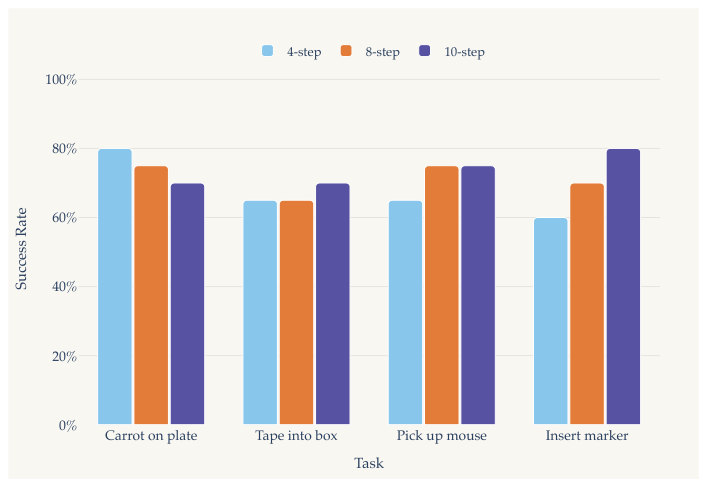 4-step 8-step 10-step
100%
80%
60%
40%
20%
0%
Success Rate
Carrot on plate Tape into box Pick up mouse Insert marker
Task